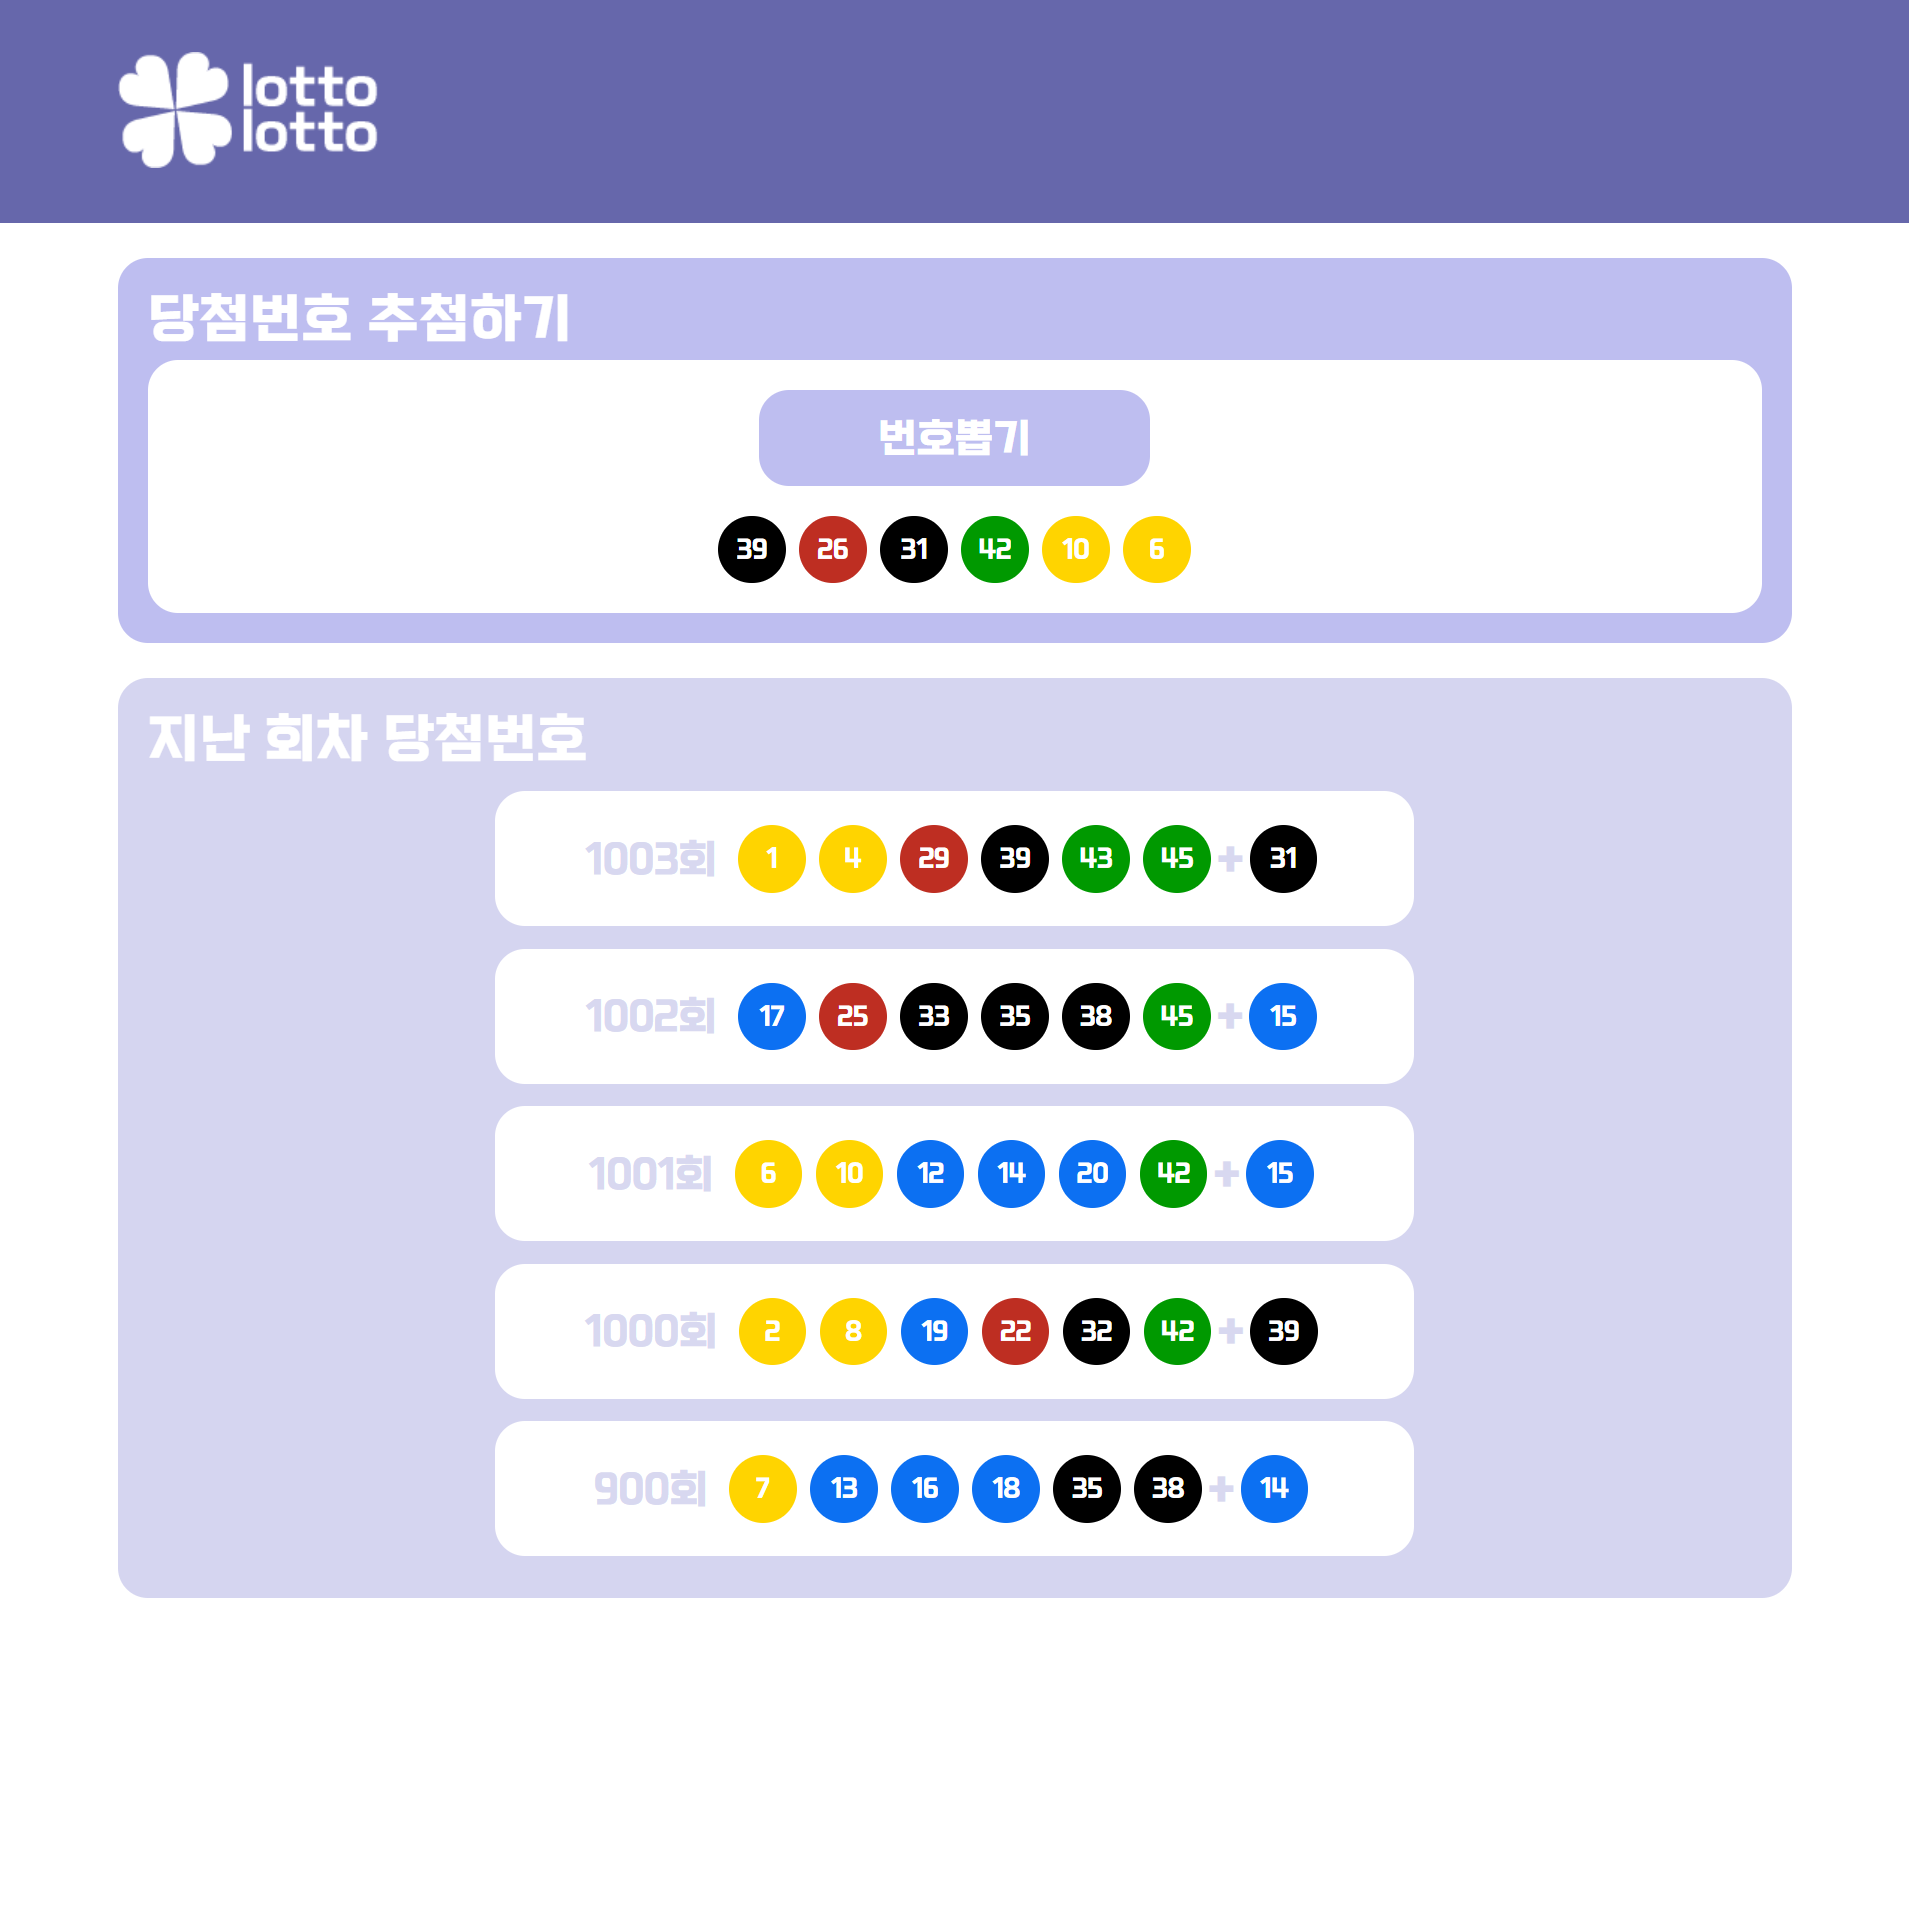 lotto
lotto
당첨번호 추첨하기
번호뽑기
39 26 31 42 10 6
지난 회차 당첨번호
1003회 1 4 29 39 43 45 + 31
1002회 17 25 33 35 38 45 + 15
1001회 6 10 12 14 20 42 + 15
1000회 2 8 19 22 32 42 + 39
900회 7 13 16 18 35 38 + 14